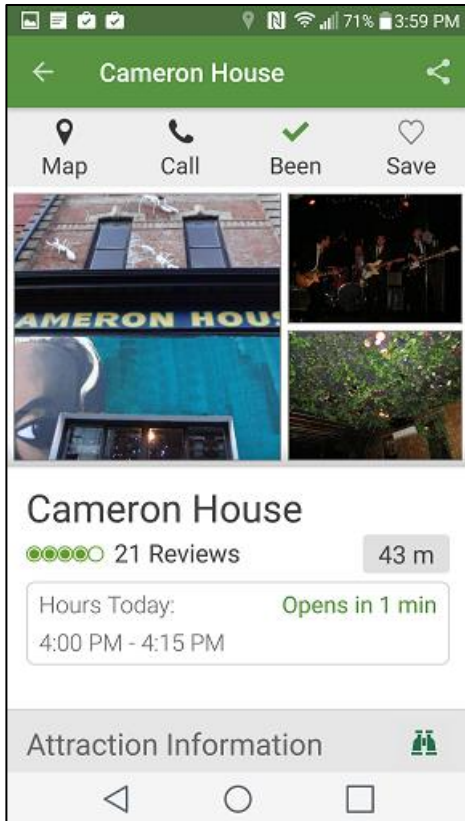 71% 3:59 PM
Cameron House
Map Call Been Save
AMERON HOUS
Cameron House
21 Reviews 43 m
Hours Today: Opens in 1 min
4:00 PM - 4:15 PM
Attraction Information